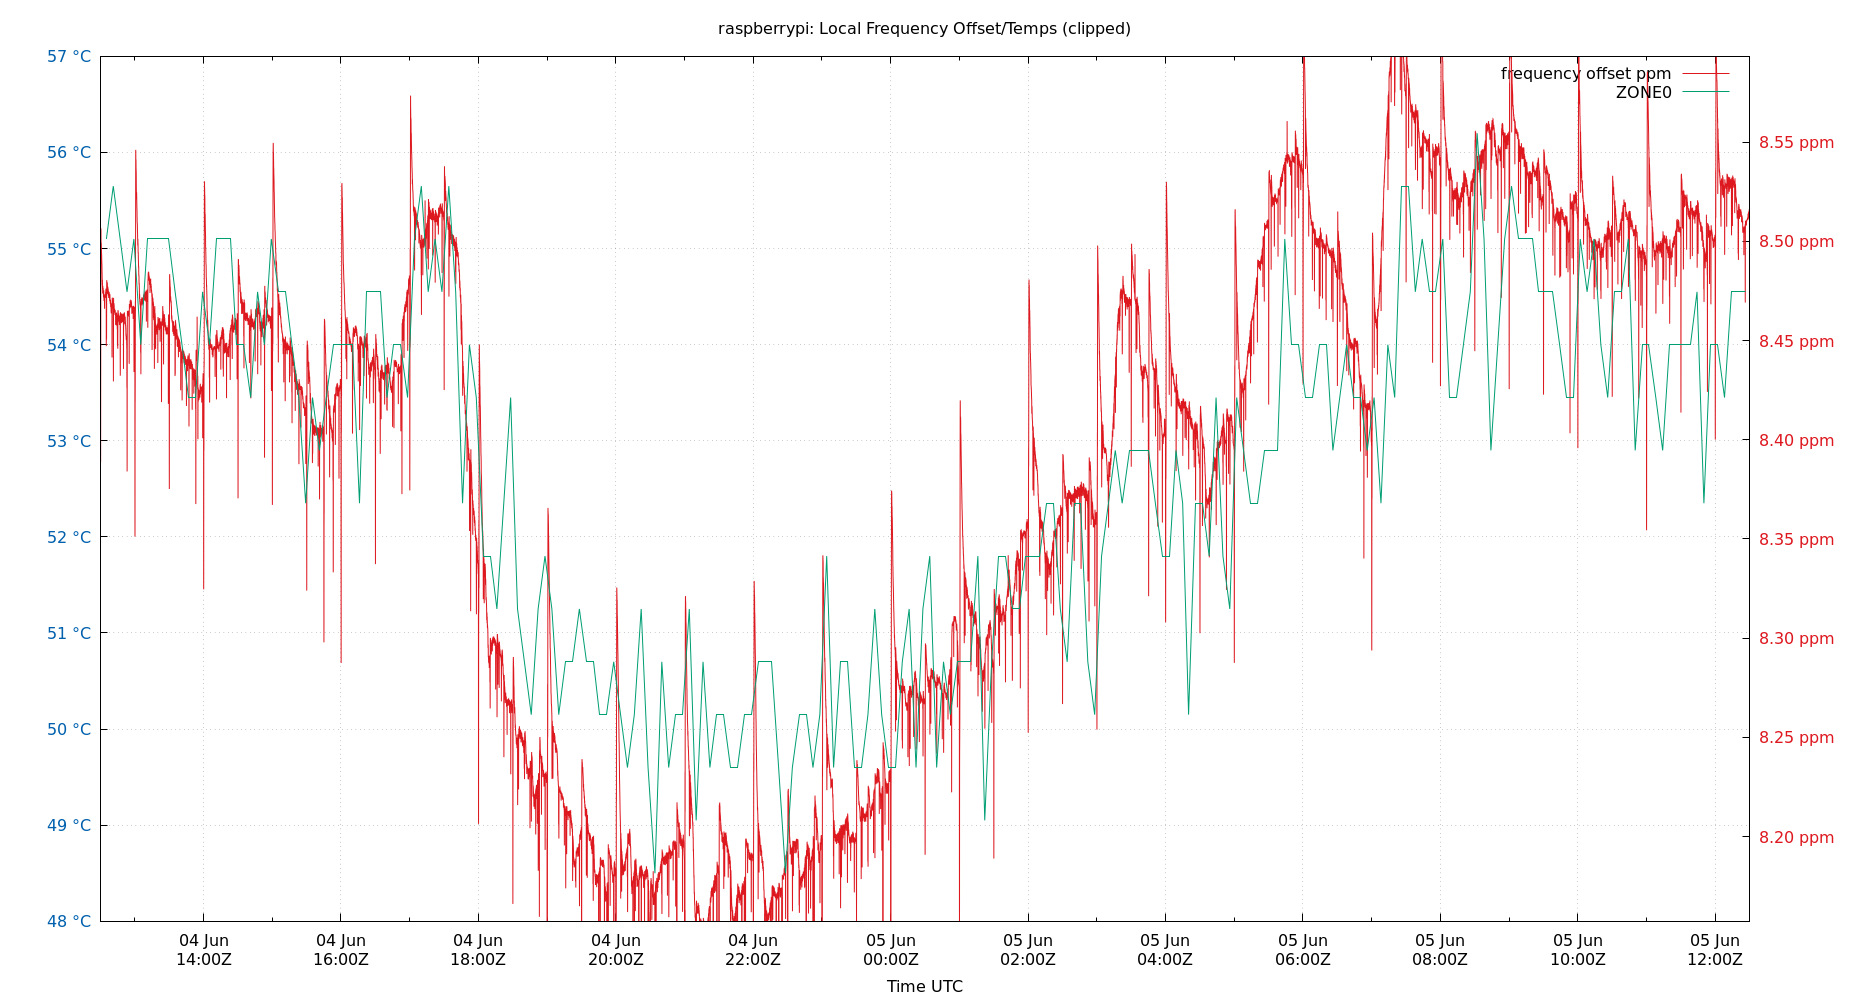 raspberrypi: Local Frequency Offset/Temps (clipped)
frequency offset ppm
ZONE0
57 °C
56 °C
55 °C
54 °C
53 °C
52 °C
51 °C
50 °C
49 °C
48 °C
8.55 ppm
8.50 ppm
8.45 ppm
8.40 ppm
8.35 ppm
8.30 ppm
8.25 ppm
8.20 ppm
04 Jun 04 Jun 04 Jun 04 Jun 04 Jun 05 Jun 05 Jun 05 Jun 05 Jun 05 Jun 05 Jun 05 Jun
14:00Z 16:00Z 18:00Z 20:00Z 22:00Z 00:00Z 02:00Z 04:00Z 06:00Z 08:00Z 10:00Z 12:00Z
Time UTC